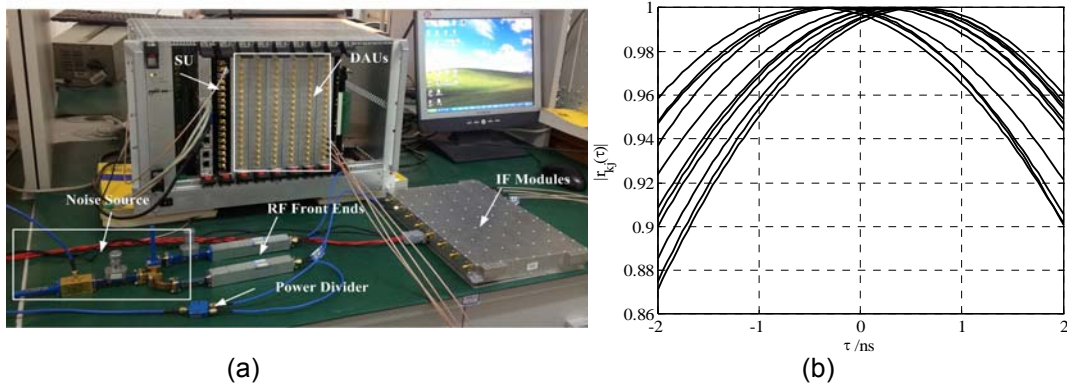 SU
DAUs
IF Modules
Noise Source
RF Front Ends
Power Divider
(a)
1
0.98
0.96
0.94
0.92
0.9
0.88
0.86
|r_kj(τ)|
-2
-1
0
1
2
τ /ns
(b)